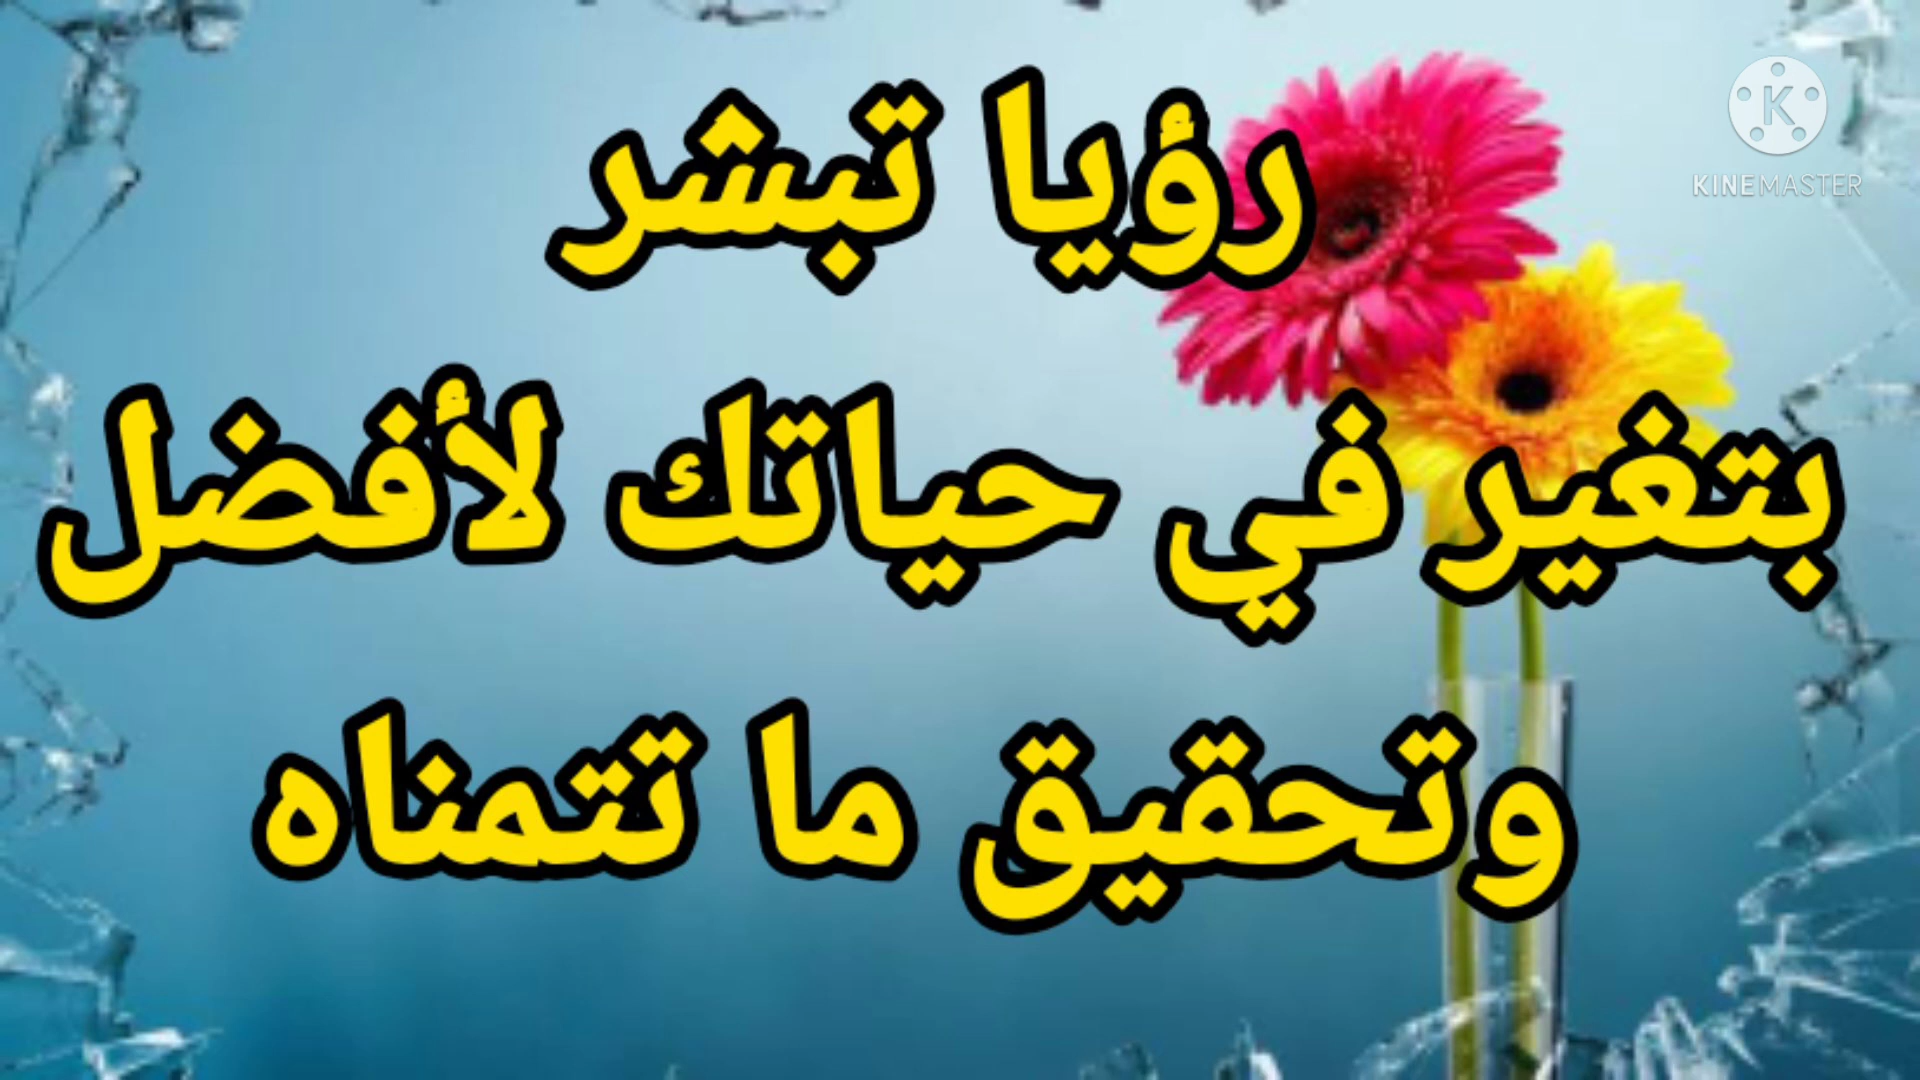 رؤيا تبشر
بتغير في حياتك لأفضل
وتحقيق ما تتمناه
K
KINEMASTER